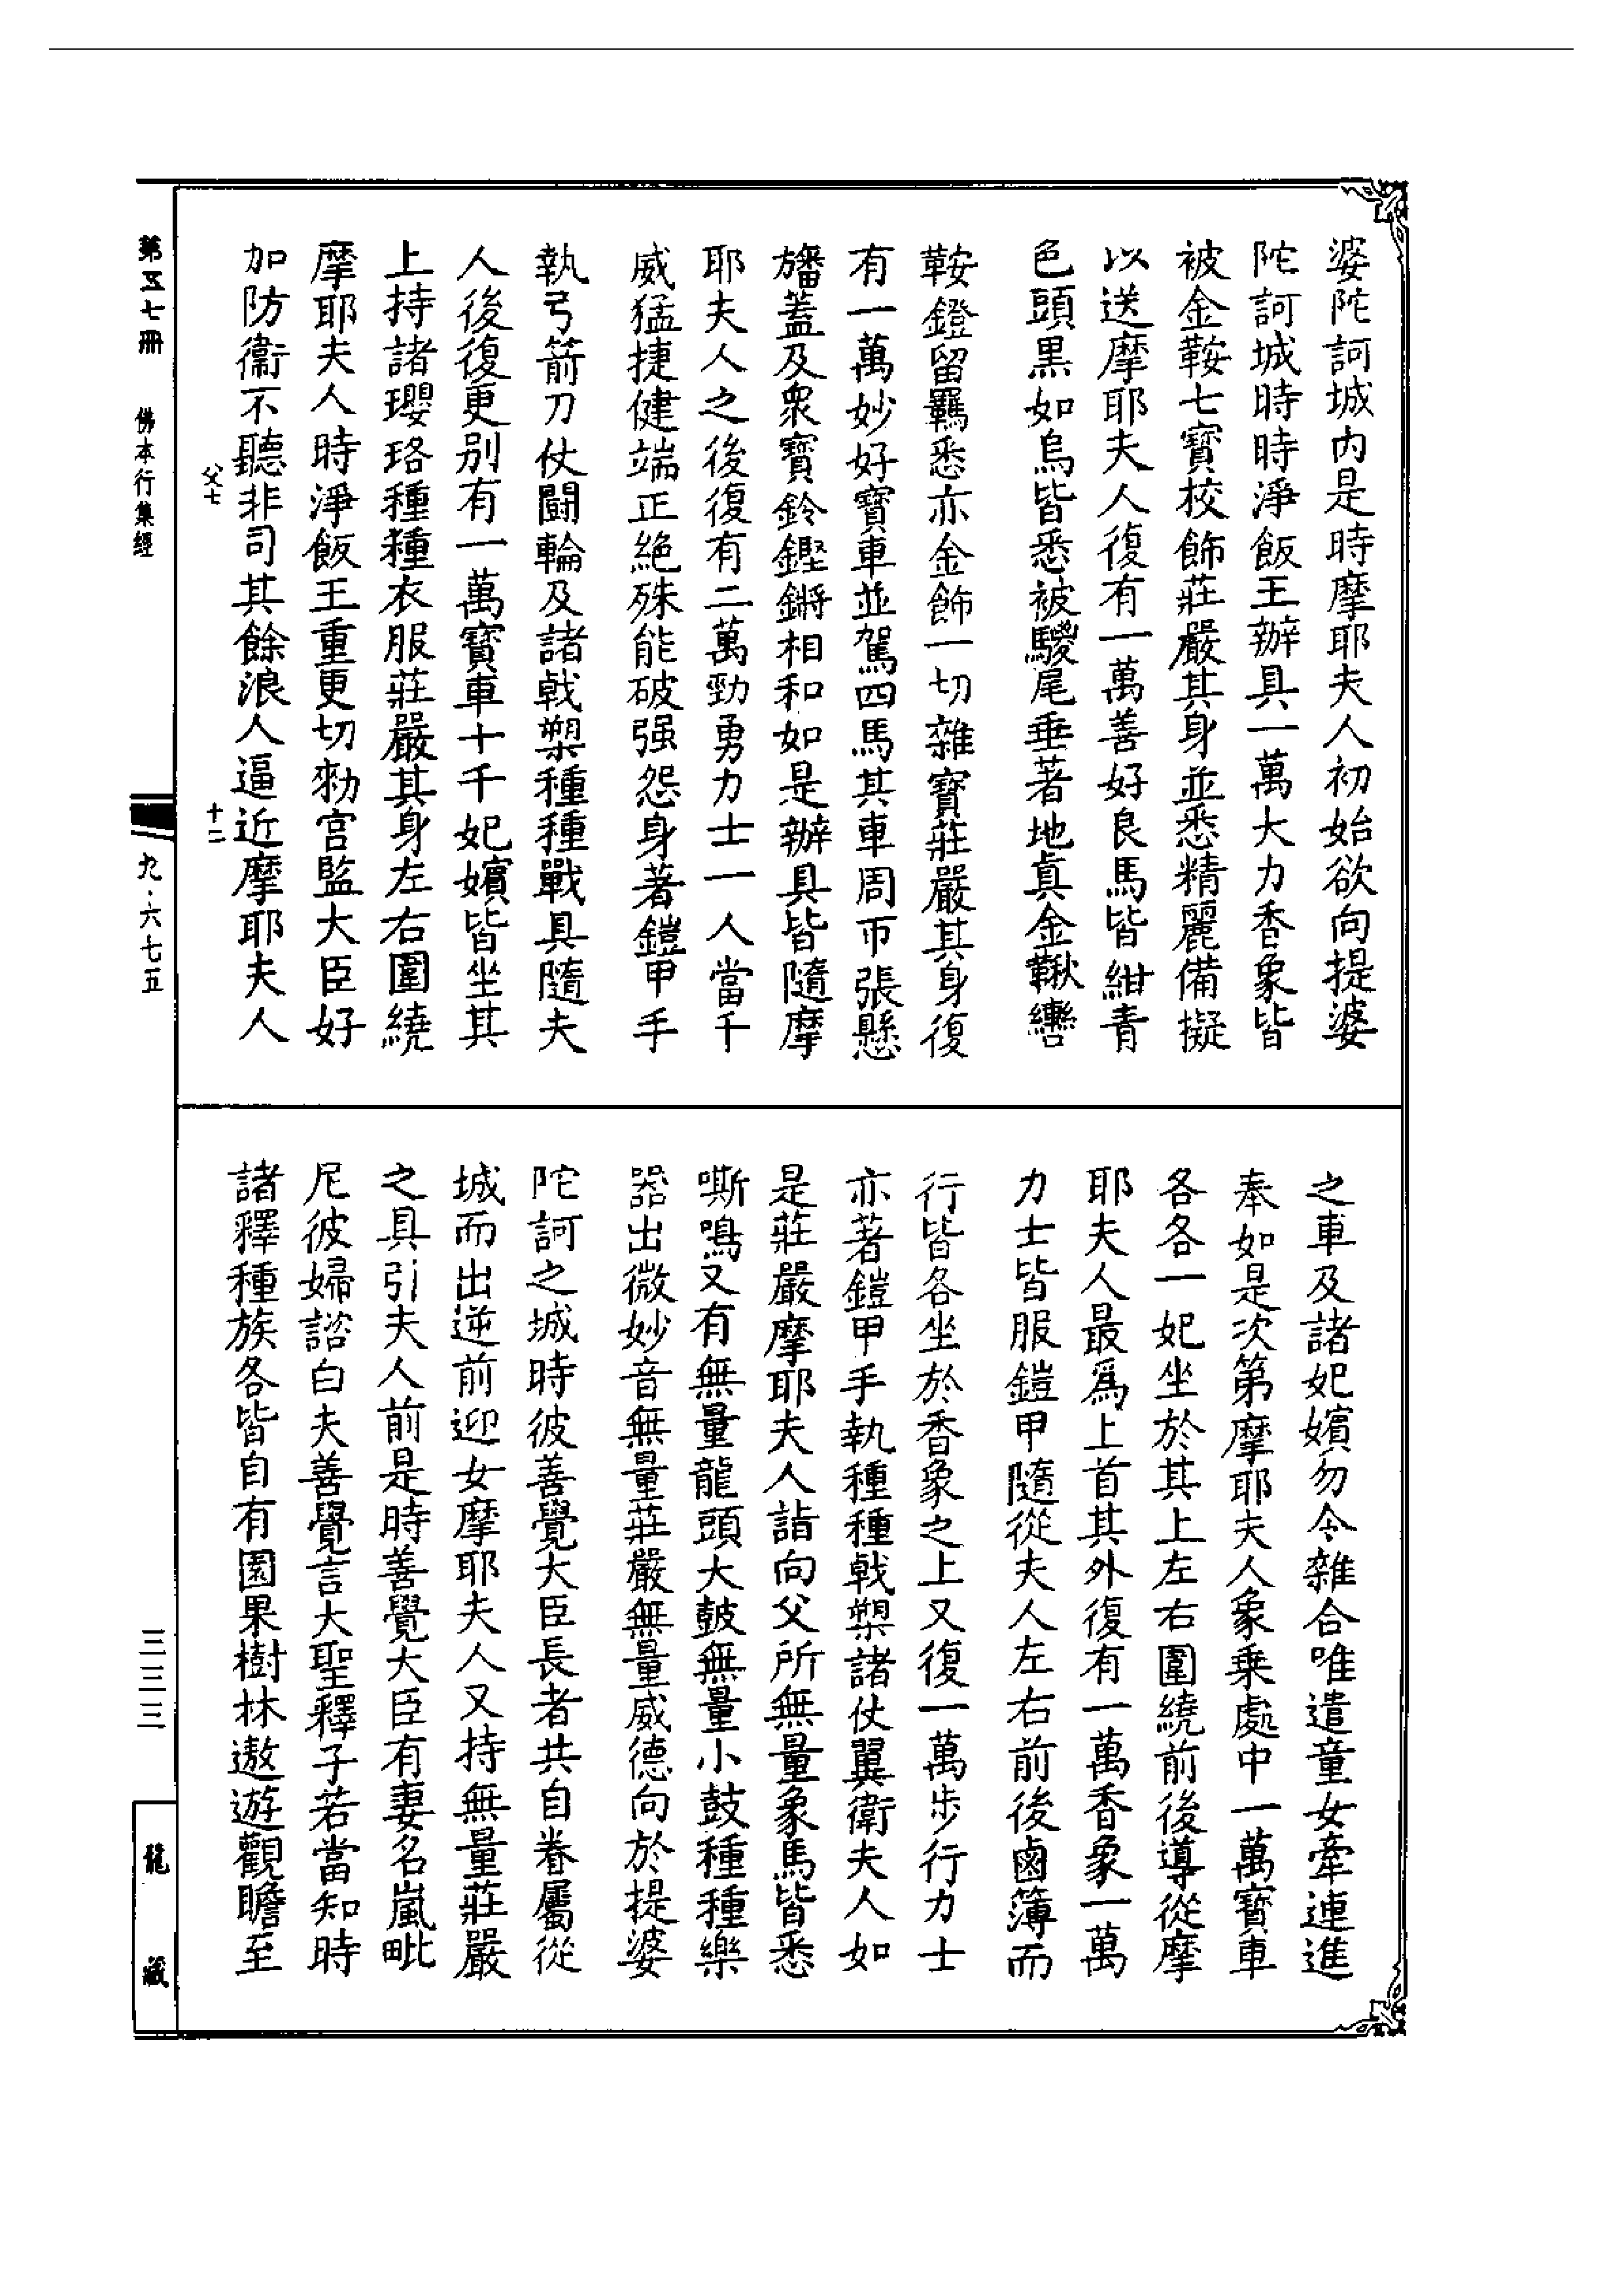 婆陀訶城内是時摩耶夫人初始欲向提婆
陀訶城時時淨飯王辦具一萬大力香象皆
被金鞍七寶校飾莊嚴其身並悉精麗備擬
以送摩耶夫人復有一萬善好良馬皆紺青
色頭黒如烏皆悉被騣尾垂著地真金鞦轡
鞍鐙留羈悉亦金飾一切雜寶莊嚴其身復
有一萬妙好寶車並駕四馬其車周帀張懸
旛蓋及衆寶鈴鏗鏘相和如是辦具皆隨摩
耶夫人之後復有二萬勁勇力士一人當千
威猛捷健端正絶殊能破强怨身著鎧甲手
執弓箭刀仗鬭輪及諸戟槊種種戰具隨夫
人後復更别有一萬寶車十千妃嬪皆坐其
上持諸瓔珞種種衣服莊嚴其身左右圍繞
摩耶夫人時淨飯王重更切勑宫監大臣好
加防衞不聽非司其餘浪人逼近摩耶夫人
之車及諸妃嬪勿令雜合唯遣童女牽連進
奉如是次第摩耶夫人象乘處中一萬寶車
各各一妃坐於其上左右圍繞前後導從摩
耶夫人最爲上首其外復有一萬香象一萬
力士皆服鎧甲隨從夫人左右前後鹵簿而
行皆各坐於香象之上又復一萬步行力士
亦著鎧甲手執種種戟槊諸仗翼衛夫人如
是莊嚴摩耶夫人詣向父所無量象馬皆悉
嘶鳴又有無量龍頭大鼓無量小鼓種種樂
器出微妙音無量莊嚴無量威德向於提婆
陀訶之城時彼善覺大臣長者共自眷屬從
城而出逆前迎女摩耶夫人又持無量莊嚴
之具引夫人前是時善覺大臣有妻名嵐毗
尼彼婦諮白夫善覺言大聖釋子若當知時
諸釋種族各皆自有園果樹林遨遊觀瞻至
父七
十二
第五七冊
佛本行集經
九·六七五
三三三
龍藏